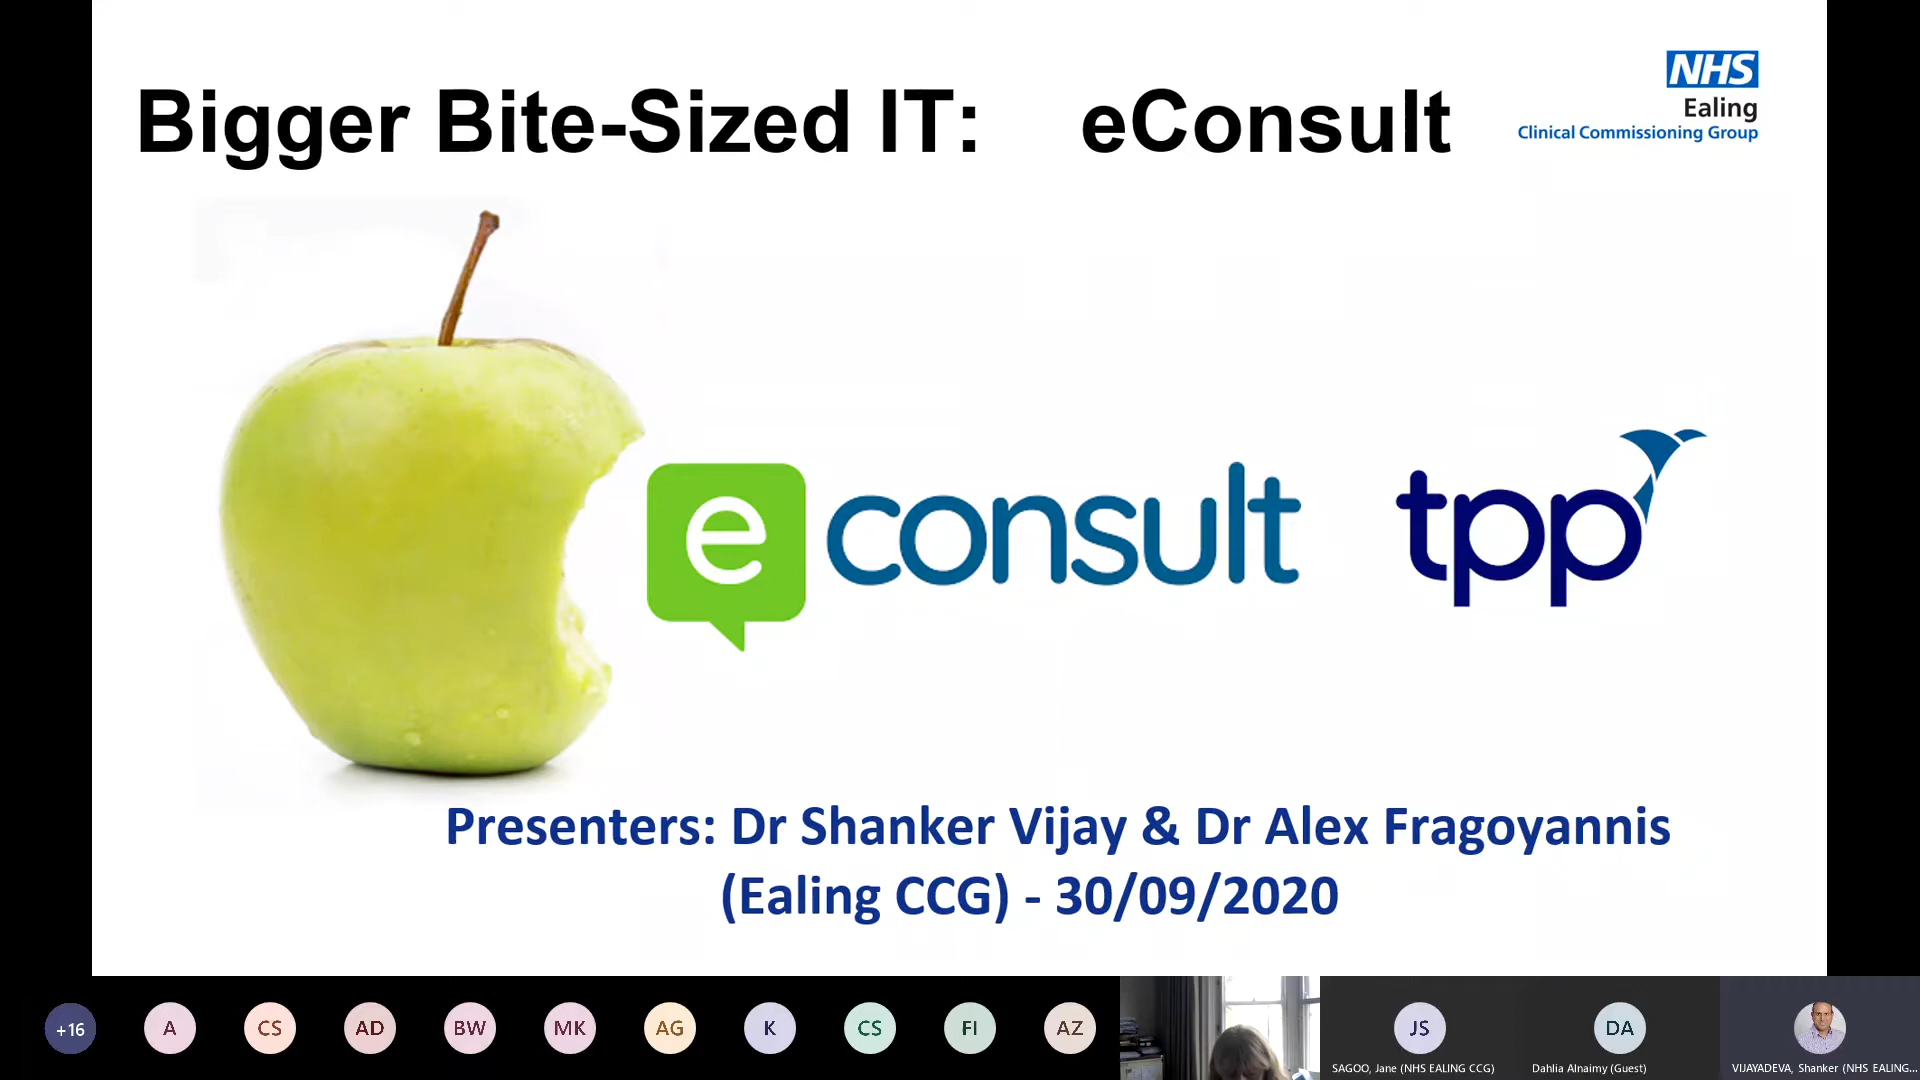 Bigger Bite-Sized IT: eConsult
NHS
Ealing
Clinical Commissioning Group
e consult
tpp
Presenters: Dr Shanker Vijay & Dr Alex Fragoyannis
(Ealing CCG) - 30/09/2020
+16
A
CS
AD
BW
MK
AG
K
CS
FI
AZ
JS
SAGOO, Jane (NHS EALING CCG)
DA
Dahlia Alnaimy (Guest)
VIJAYADEVA, Shanker (NHS EALING...